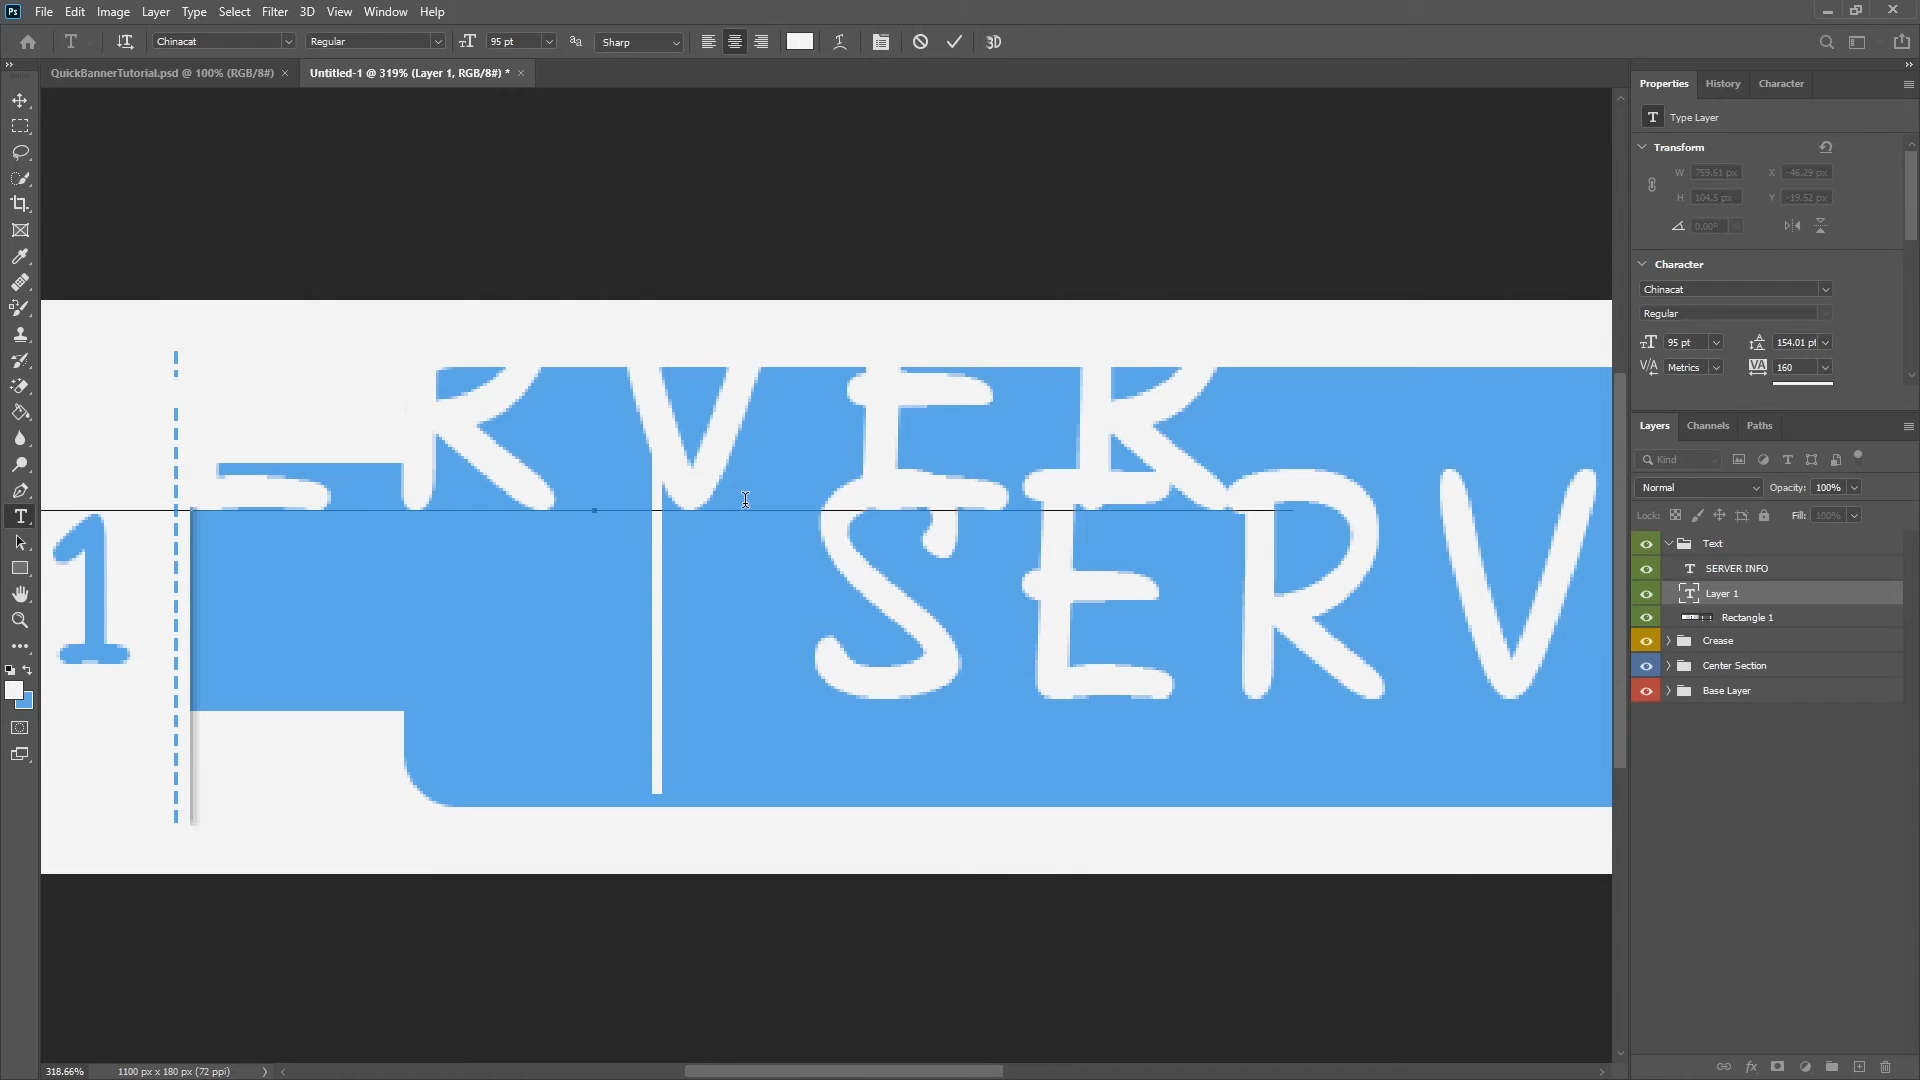 Ps File Edit Image Layer Type Select Filter 3D View Window Help
Chinacat Regular 95 pt Sharp 3D
QuickBannerTutorial.psd @ 100% (RGB/8#) × Untitled-1 @ 319% (Layer 1, RGB/8#) * ×
Properties History Character
T Type Layer
Transform
W 759.61 px X -46.29 px
H 104.5 px Y -19.52 px
0.00°
Character
Chinacat
Regular
95 pt 154.01 pt
Metrics 160
Layers Channels Paths
Kind
Normal Opacity: 100%
Lock: Fill: 100%
Text
SERVER INFO
Layer 1
Rectangle 1
Crease
Center Section
Base Layer
ERVER
1 SERV
318.66% 1100 px x 180 px (72 ppi)